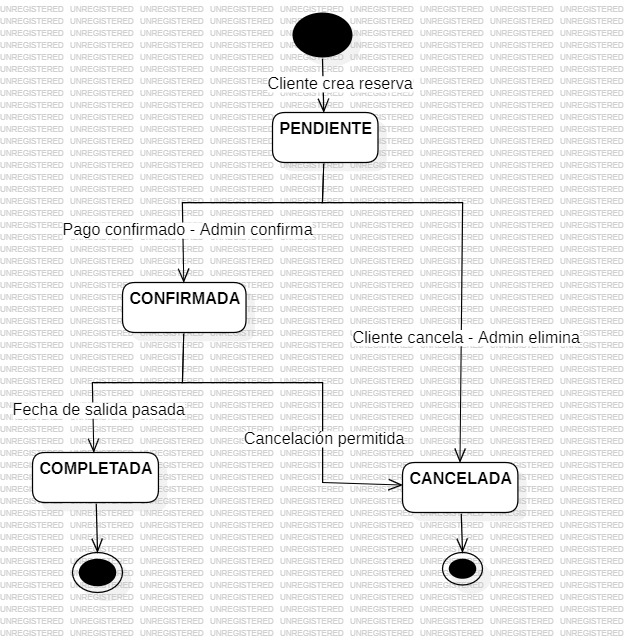 Cliente crea reserva
PENDIENTE
Pago confirmado - Admin confirma
CONFIRMADA
Cliente cancela - Admin elimina
Fecha de salida pasada
Cancelación permitida
COMPLETADA
CANCELADA
UNREGISTERED